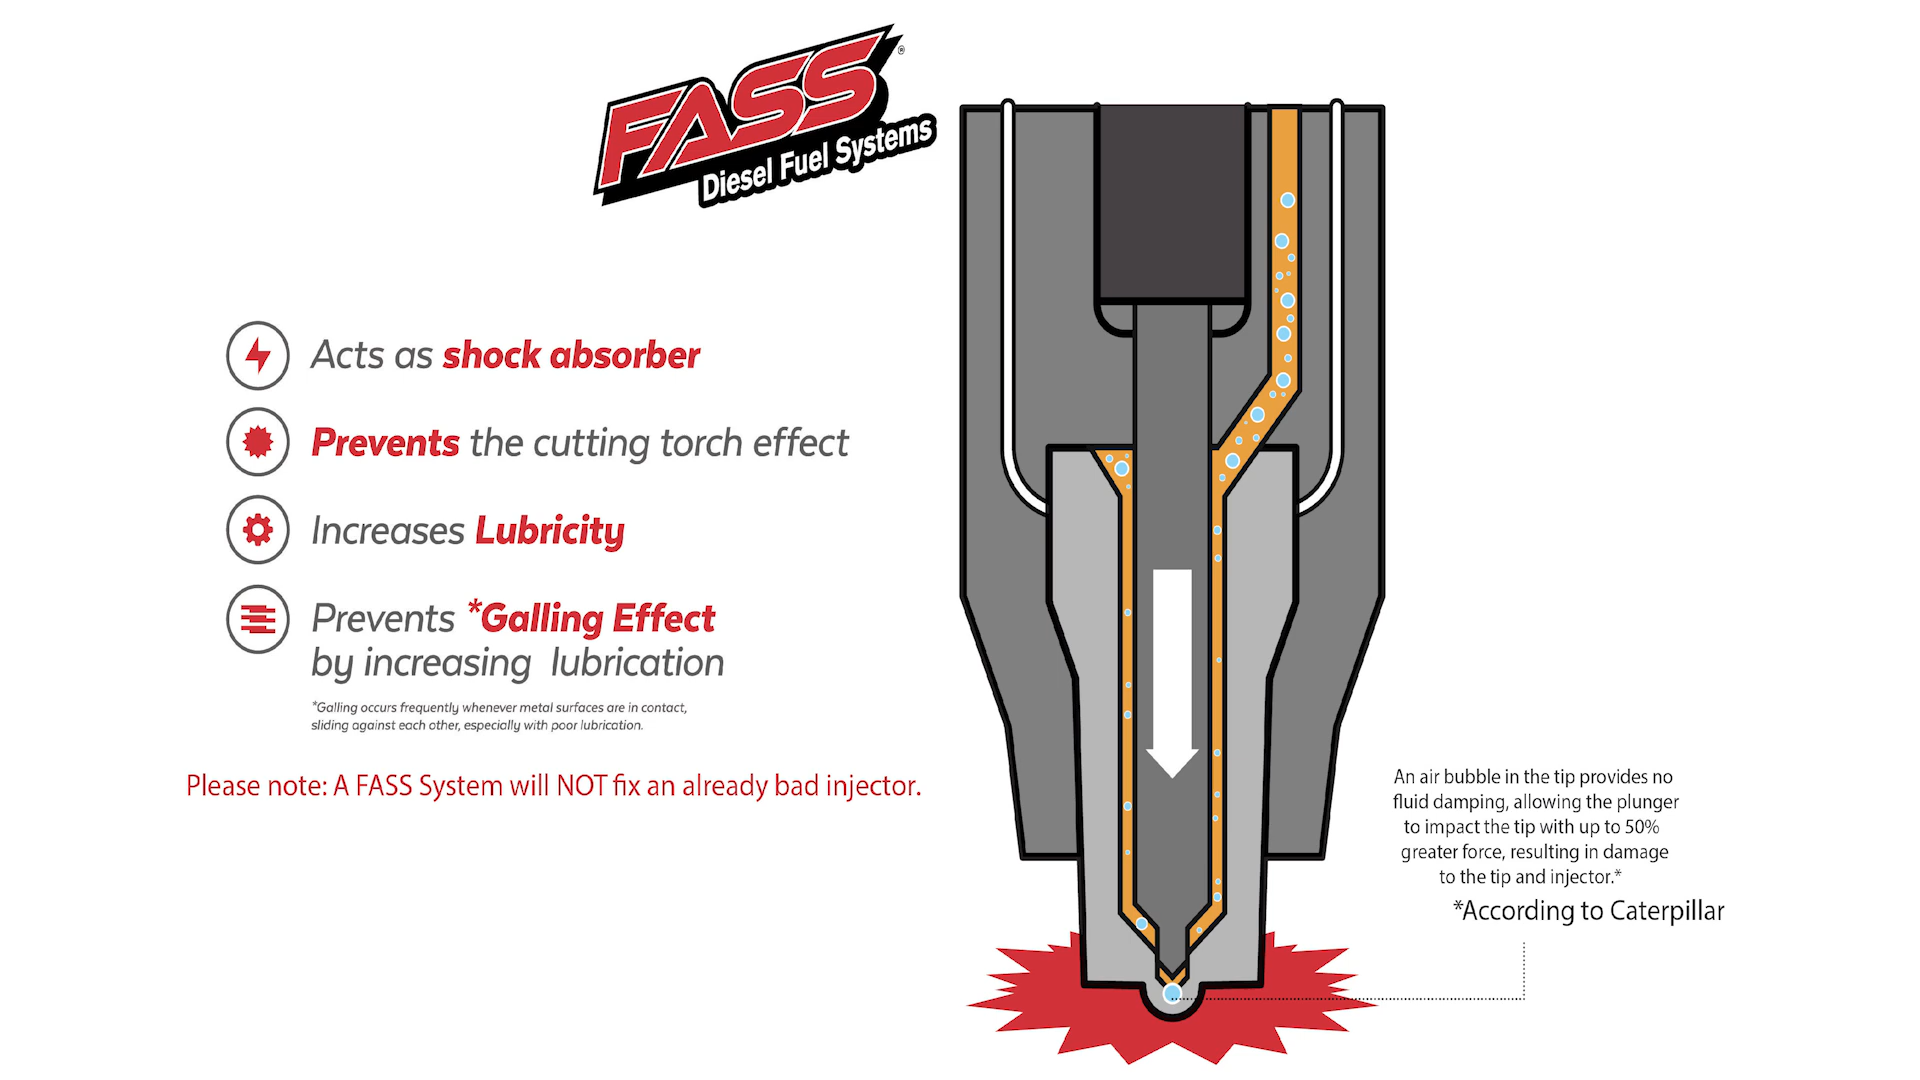 FASS®
Diesel Fuel Systems
Acts as shock absorber
Prevents the cutting torch effect
Increases Lubricity
Prevents *Galling Effect
by increasing lubrication
*Galling occurs frequently whenever metal surfaces are in contact,
sliding against each other, especially with poor lubrication.
Please note: A FASS System will NOT fix an already bad injector.
An air bubble in the tip provides no
fluid damping, allowing the plunger
to impact the tip with up to 50%
greater force, resulting in damage
to the tip and injector.*
*According to Caterpillar